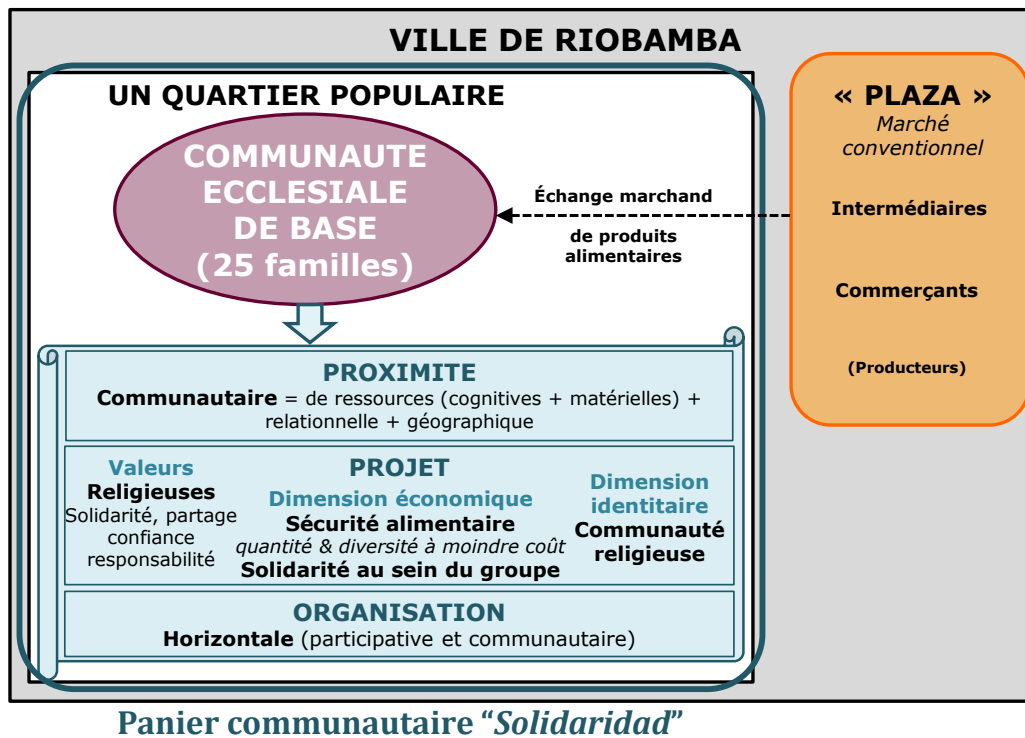 VILLE DE RIOBAMBA
UN QUARTIER POPULAIRE
COMMUNAUTE
ECCLESIALE
DE BASE
(25 familles)
Échange marchand
de produits
alimentaires
« PLAZA »
Marché
conventionnel
Intermédiaires
Commerçants
(Producteurs)
PROXIMITE
Communautaire = de ressources (cognitives + matérielles) +
relationnelle + géographique
Valeurs
Religieuses
Solidarité, partage
confiance
responsabilité
PROJET
Dimension économique
Sécurité alimentaire
quantité & diversité à moindre coût
Solidarité au sein du groupe
Dimension
identitaire
Communauté
religieuse
ORGANISATION
Horizontale (participative et communautaire)
Panier communautaire “Solidaridad”